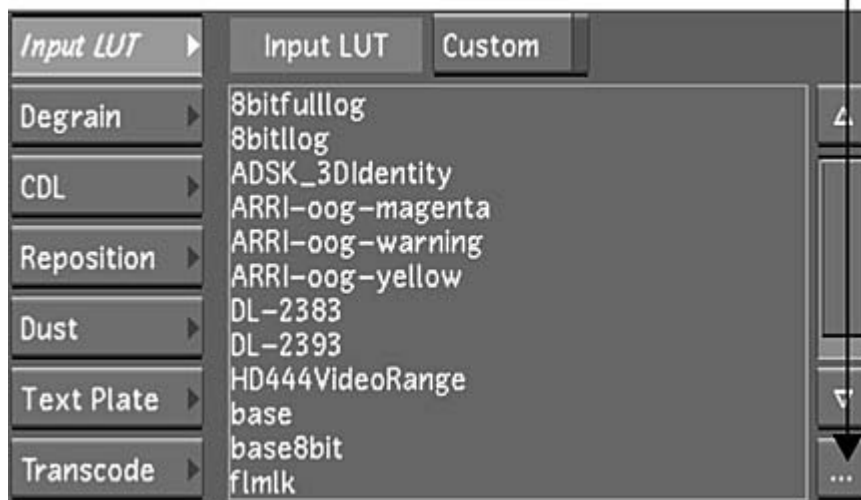 Input LUT
Degrain
CDL
Reposition
Dust
Text Plate
Transcode
Input LUT Custom
8bitfulllog
8bitllog
ADSK_3DIdentity
ARRI-oog-magenta
ARRI-oog-warning
ARRI-oog-yellow
DL-2383
DL-2393
HD444VideoRange
base
base8bit
flmlk
...